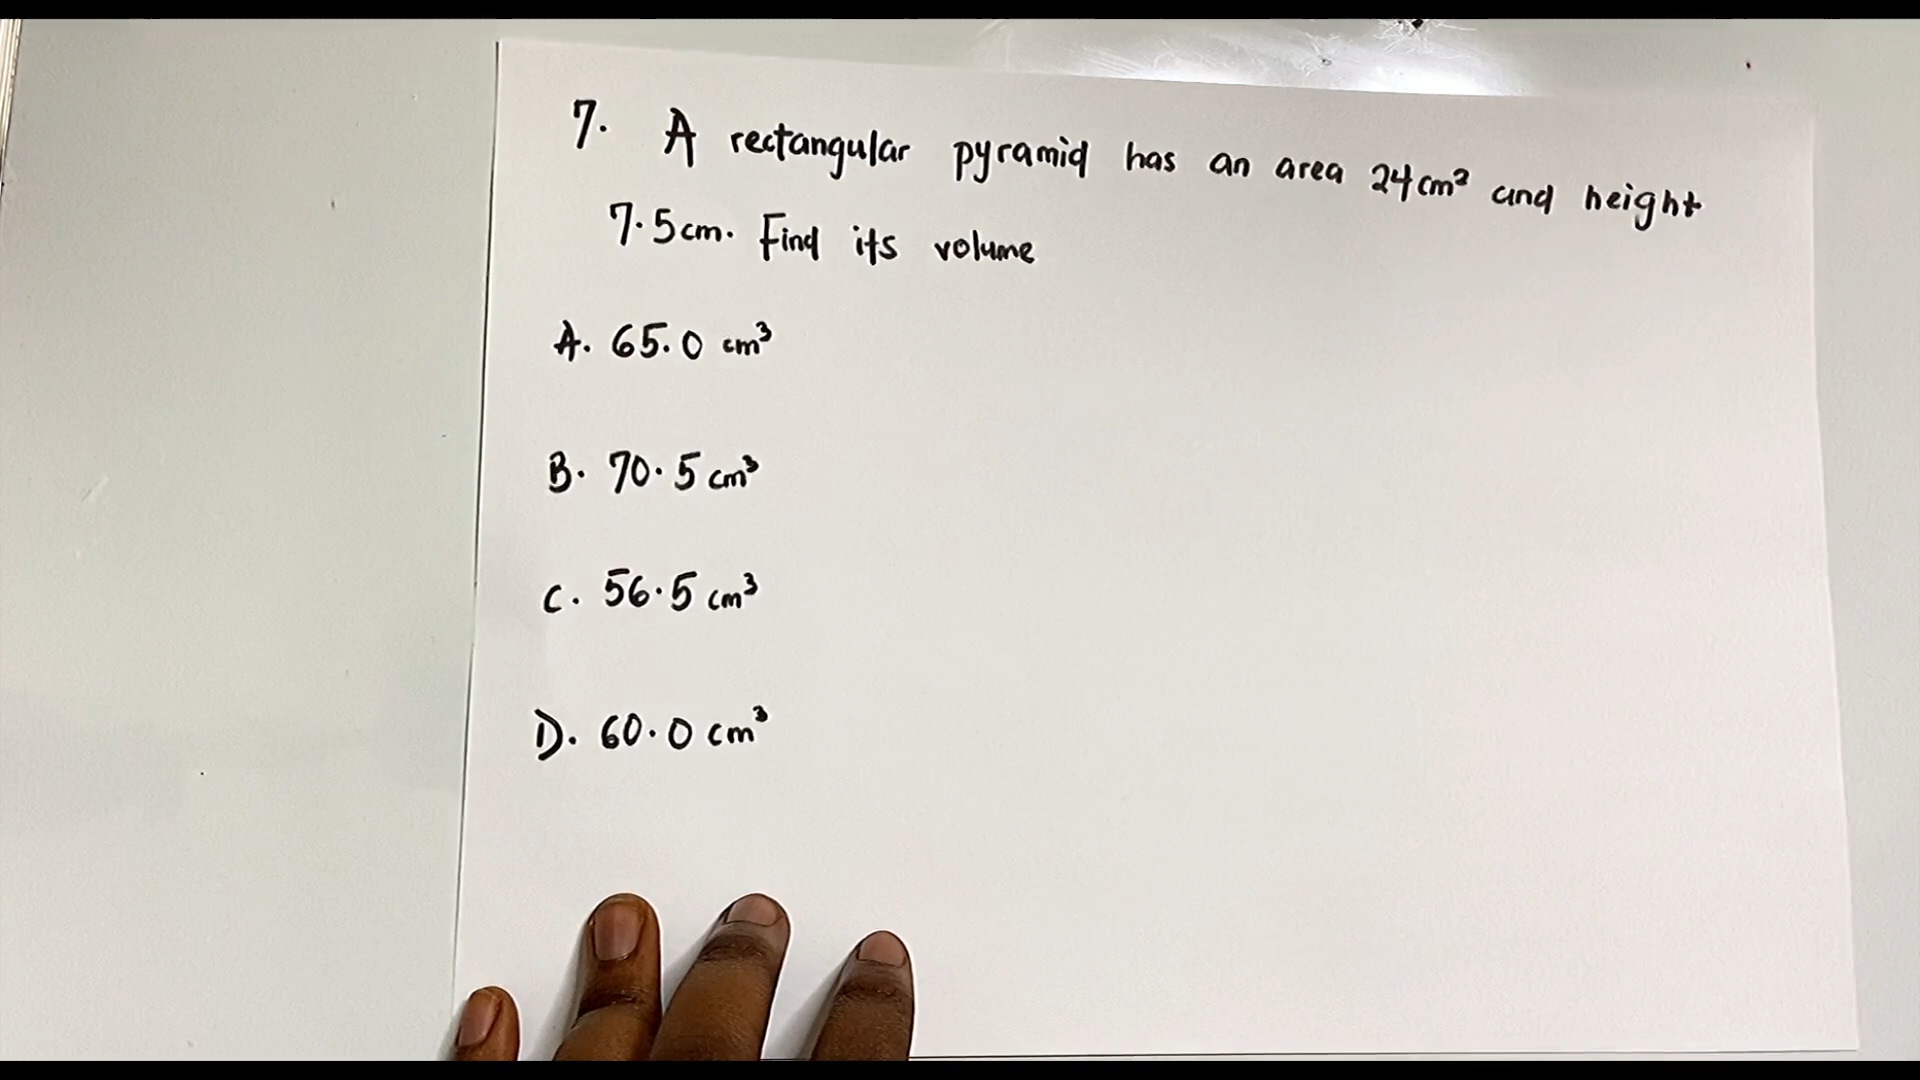 7. A rectangular pyramid has an area 24cm² and height
7.5cm. Find its volume
A. 65.0 cm³
B. 70.5 cm³
C. 56.5 cm³
D. 60.0 cm³